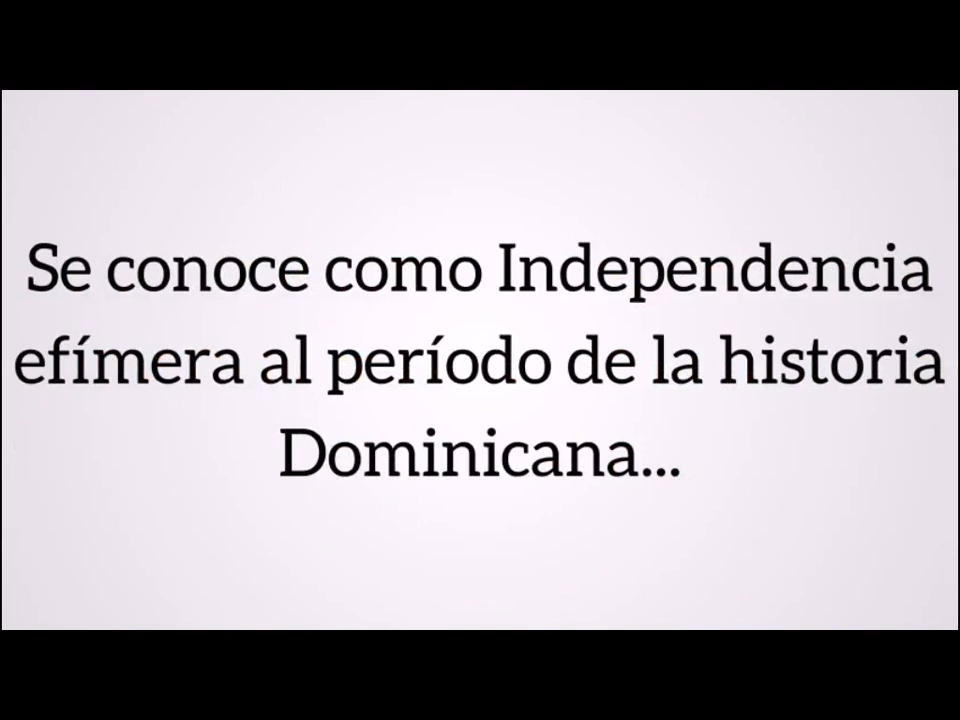 Se conoce como Independencia
efímera al período de la historia
Dominicana...